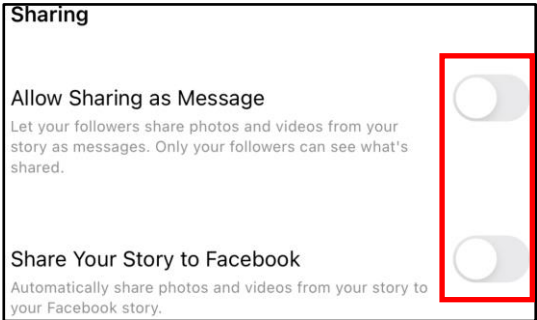 Sharing
Allow Sharing as Message
Let your followers share photos and videos from your
story as messages. Only your followers can see what's
shared.
Share Your Story to Facebook
Automatically share photos and videos from your story to
your Facebook story.